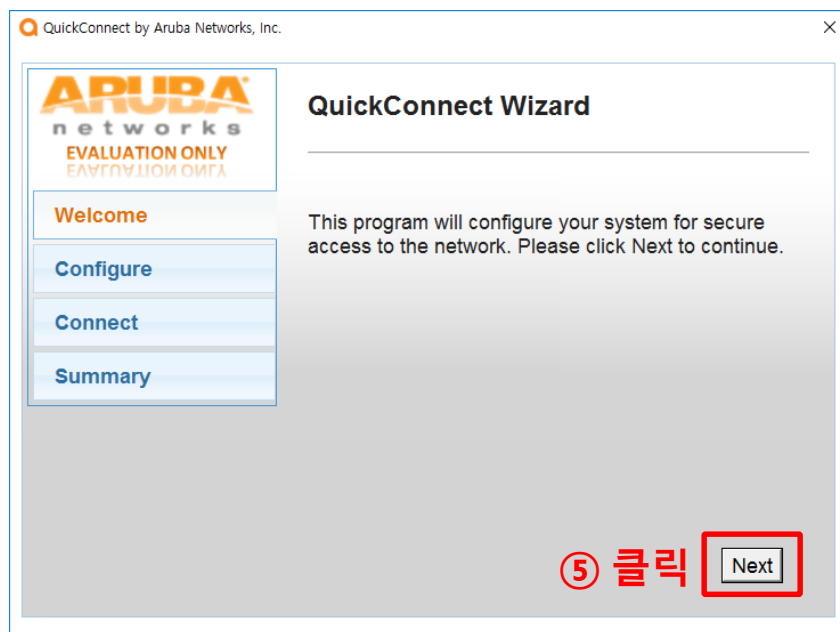 QuickConnect by Aruba Networks, Inc.
ARUBA
networks
EVALUATION ONLY
QuickConnect Wizard
Welcome
This program will configure your system for secure
access to the network. Please click Next to continue.
Configure
Connect
Summary
⑤ 클릭
Next